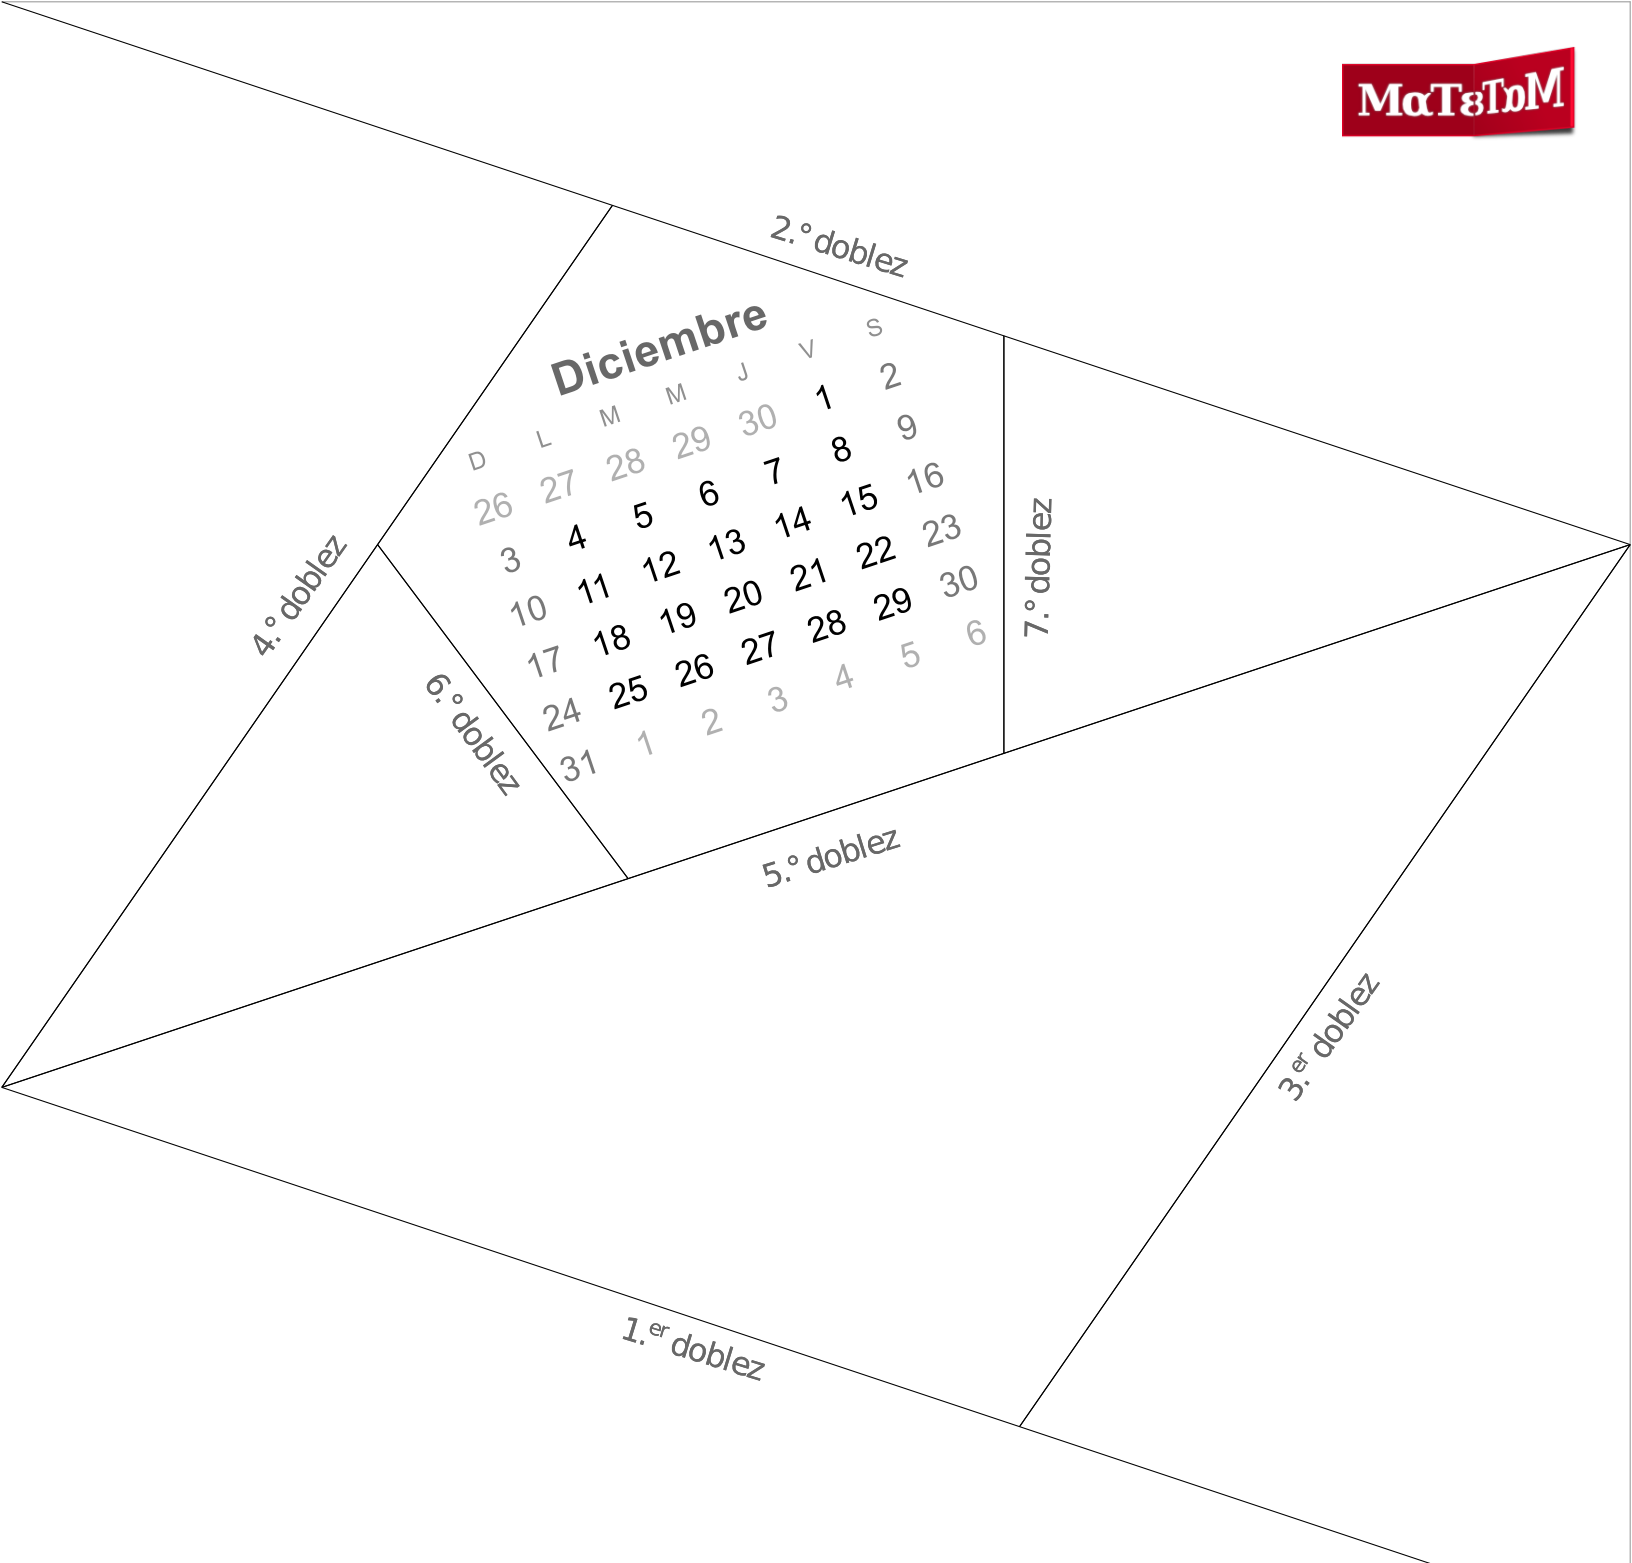 MαTεTαM
2.º doblez
Diciembre
D L M M J V S
26 27 28 29 30 1 2
3 4 5 6 7 8 9
10 11 12 13 14 15 16
17 18 19 20 21 22 23
24 25 26 27 28 29 30
31 1 2 3 4 5 6
4.º doblez
7.º doblez
6.º doblez
5.º doblez
3.er doblez
1.er doblez